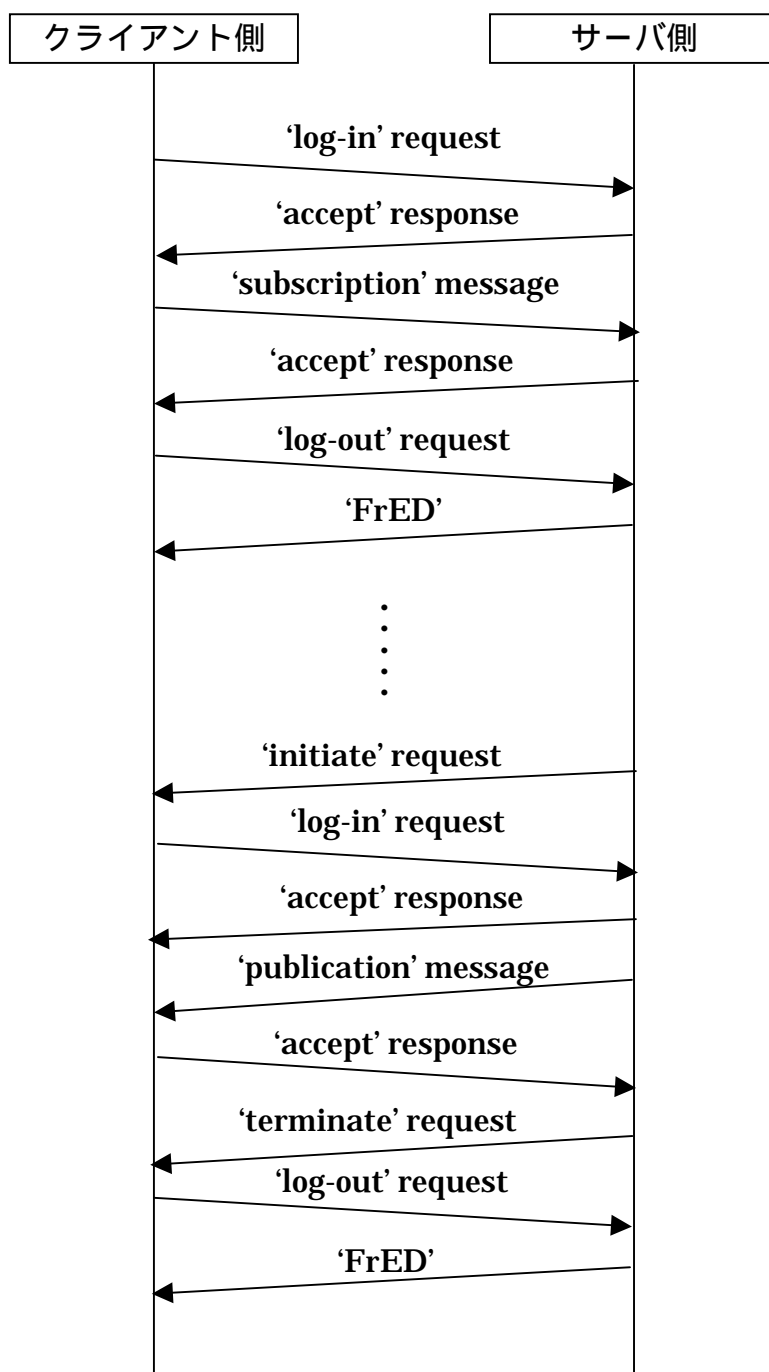 クライアント側
サーバ側
‘log-in’ request
‘accept’ response
‘subscription’ message
‘accept’ response
‘log-out’ request
‘FrED’
‘initiate’ request
‘log-in’ request
‘accept’ response
‘publication’ message
‘accept’ response
‘terminate’ request
‘log-out’ request
‘FrED’